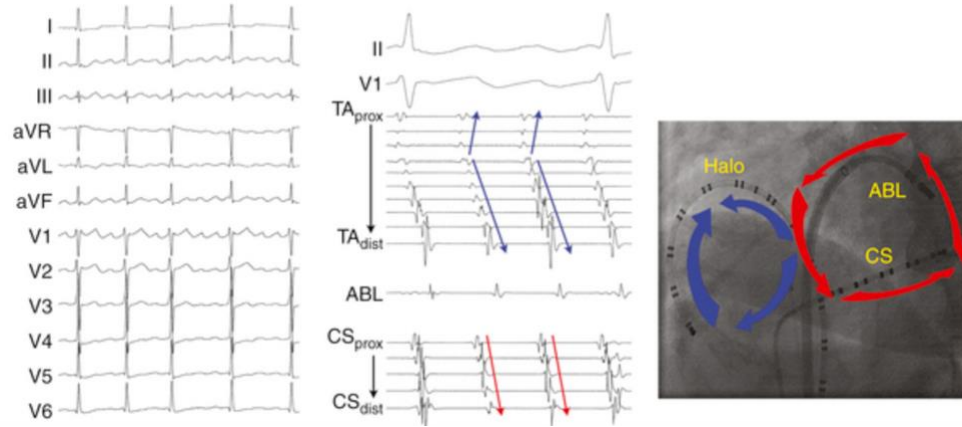 I
II
III
aVR
aVL
aVF
V1
V2
V3
V4
V5
V6
II
V1
TAprox
TAdist
ABL
CSprox
CSdist
Halo
ABL
CS